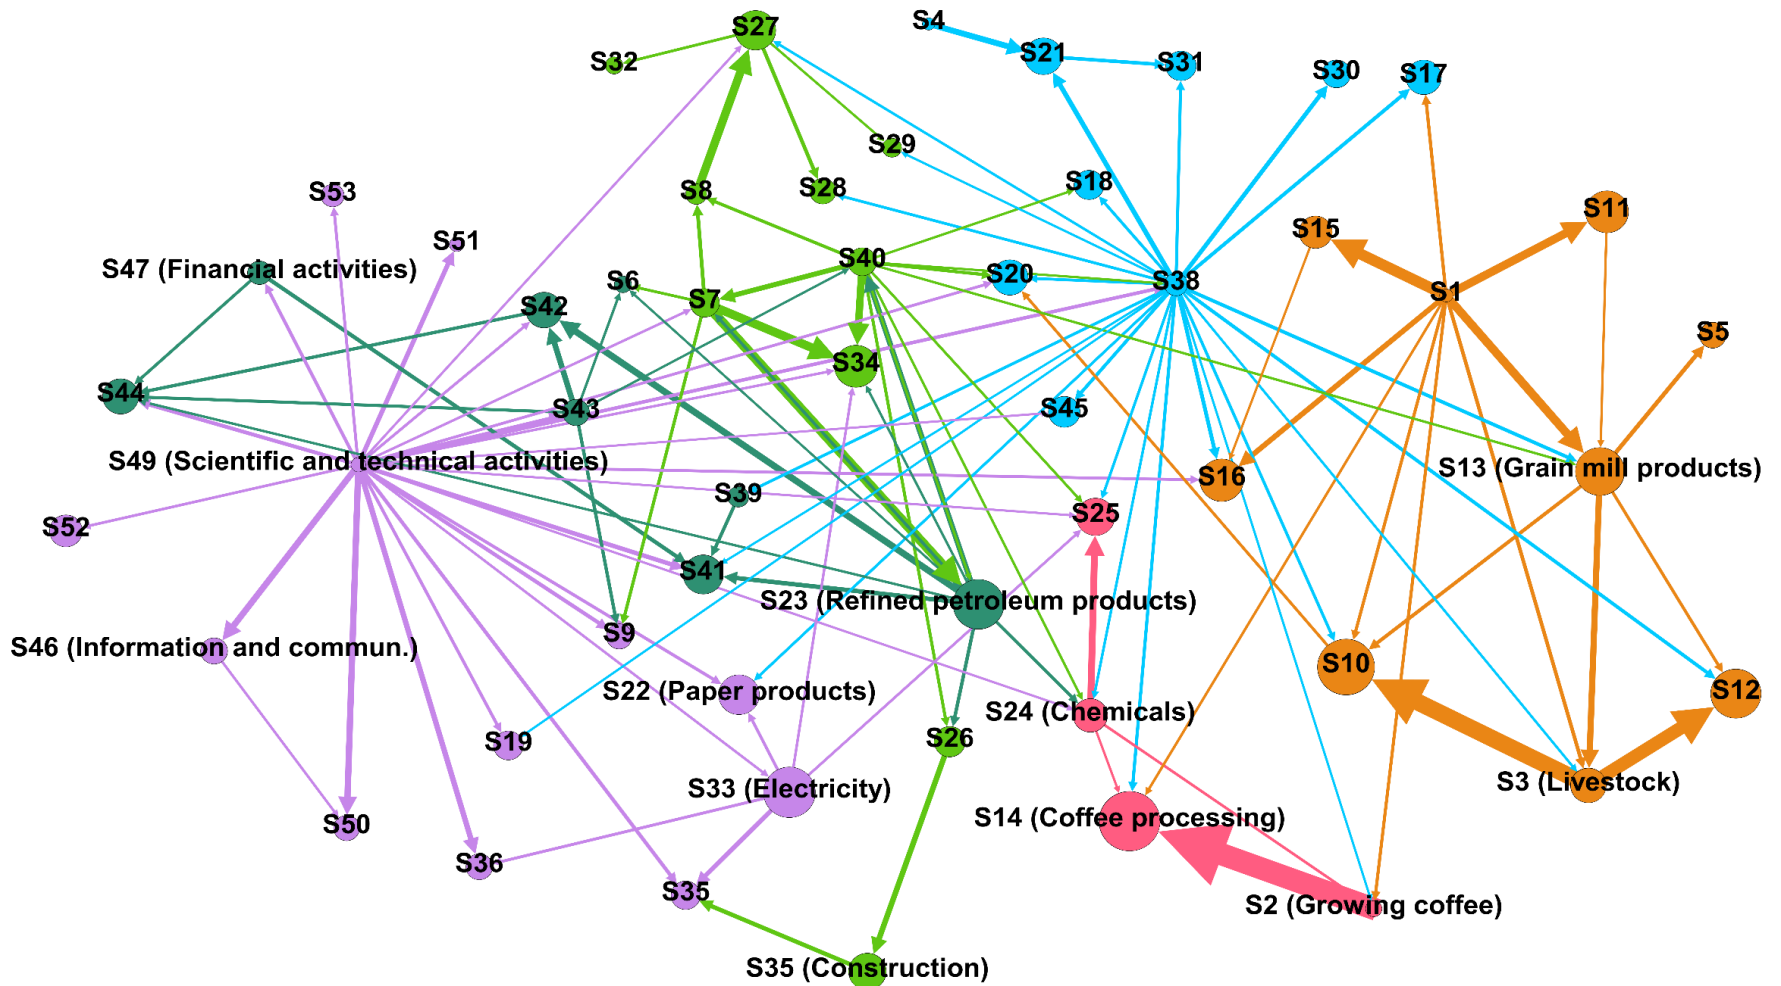 S27
S4
S32
S21
S31
S30
S17
S29
S8
S28
S18
S53
S15
S11
S51
S47 (Financial activities)
S6
S40
S20
S38
S1
S42
S7
S5
S34
S44
S43
S45
S49 (Scientific and technical activities)
S16
S13 (Grain mill products)
S39
S25
S52
S41
S23 (Refined petroleum products)
S9
S46 (Information and commun.)
S10
S22 (Paper products)
S12
S24 (Chemicals)
S19
S26
S33 (Electricity)
S3 (Livestock)
S14 (Coffee processing)
S50
S36
S35
S2 (Growing coffee)
S35 (Construction)